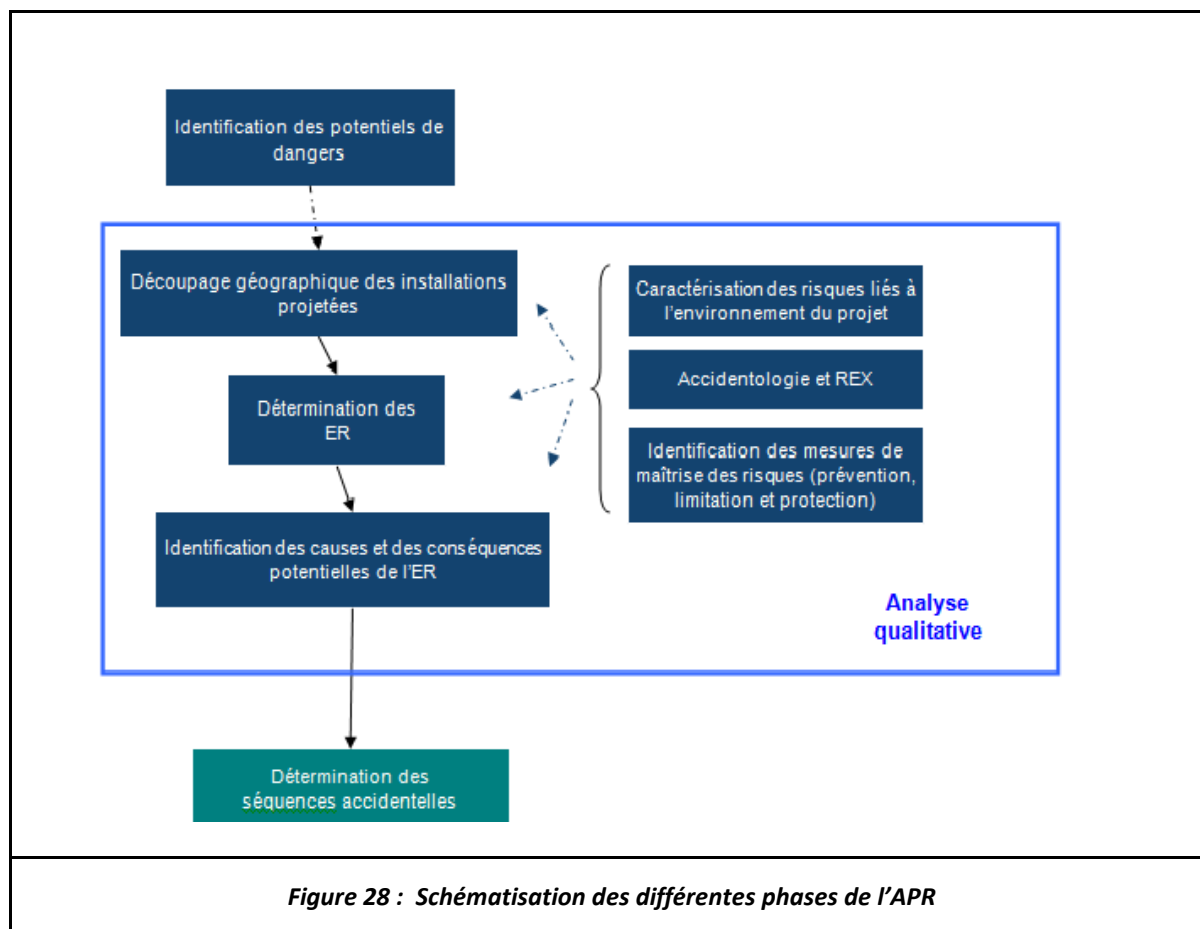 Identification des potentiels de
dangers
Découpage géographique des installations
projetées
Détermination des
ER
Identification des causes et des conséquences
potentielles de l'ER
Caractérisation des risques liés à
l'environnement du projet
Accidentologie et REX
Identification des mesures de
maîtrise des risques (prévention,
limitation et protection)
Analyse
qualitative
Détermination des
séquences accidentelles
Figure 28 : Schématisation des différentes phases de l'APR